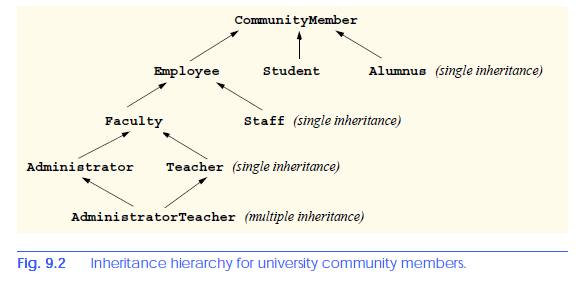 CommunityMember
Employee Student Alumnus (single inheritance)
Faculty Staff (single inheritance)
Administrator Teacher (single inheritance)
AdministratorTeacher (multiple inheritance)
Fig. 9.2 Inheritance hierarchy for university community members.